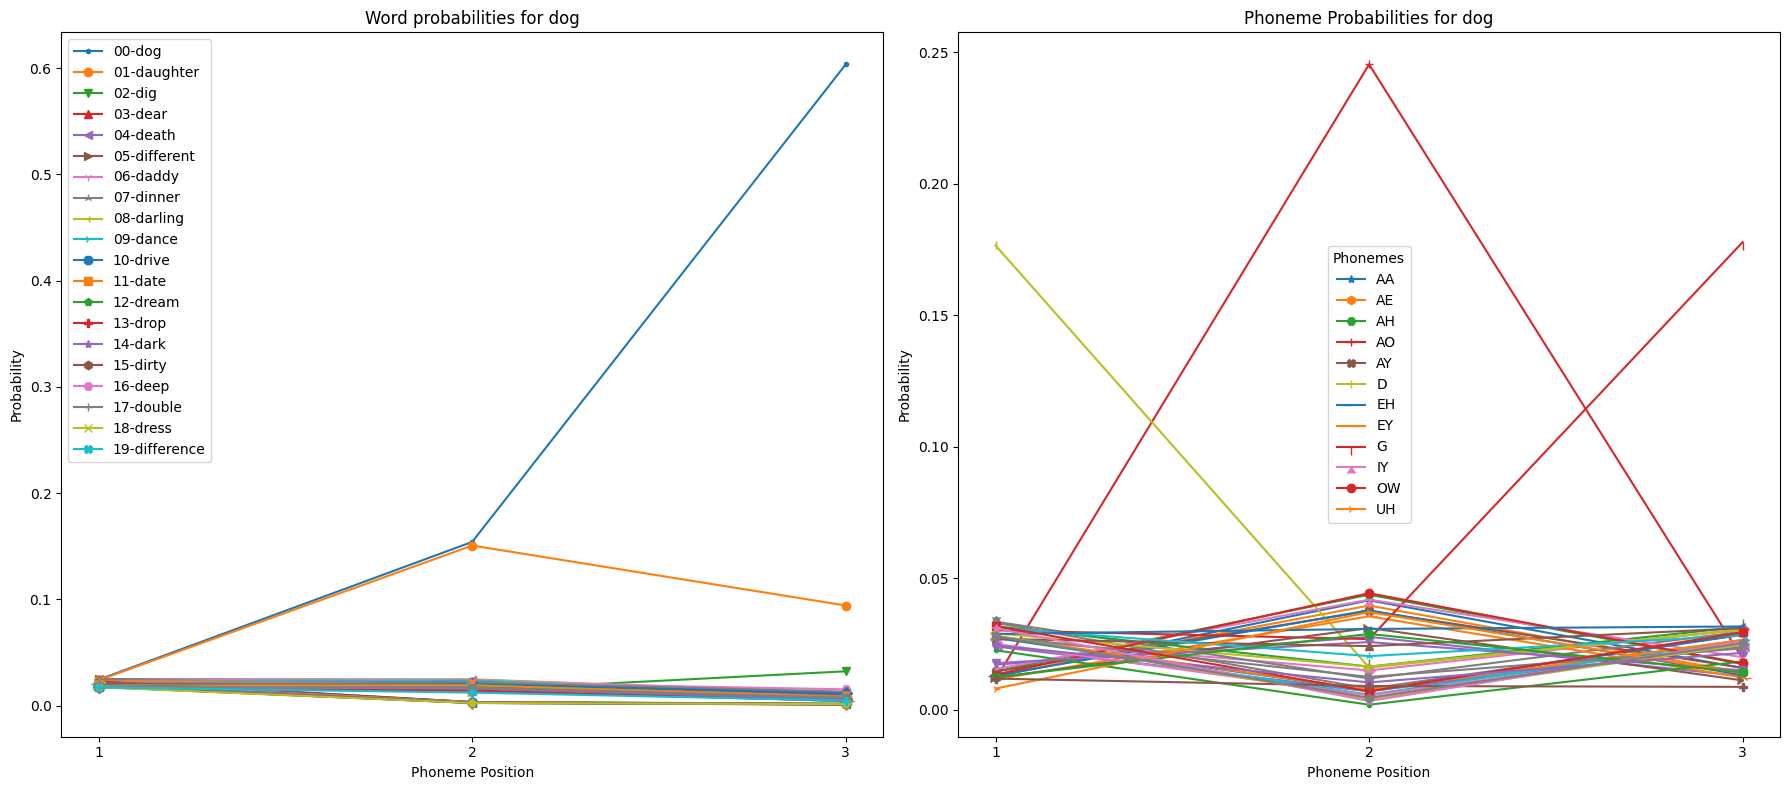 Word probabilities for dog
0.6
0.5
0.4
0.3
0.2
0.1
0.0
Probability
00-dog
01-daughter
02-dig
03-dear
04-death
05-different
06-daddy
07-dinner
08-darling
09-dance
10-drive
11-date
12-dream
13-drop
14-dark
15-dirty
16-deep
17-double
18-dress
19-difference
1 2 3
Phoneme Position
Phoneme Probabilities for dog
0.25
0.20
0.15
0.10
0.05
0.00
Probability
Phonemes
AA
AE
AH
AO
AY
D
EH
EY
G
IY
OW
UH
1 2 3
Phoneme Position